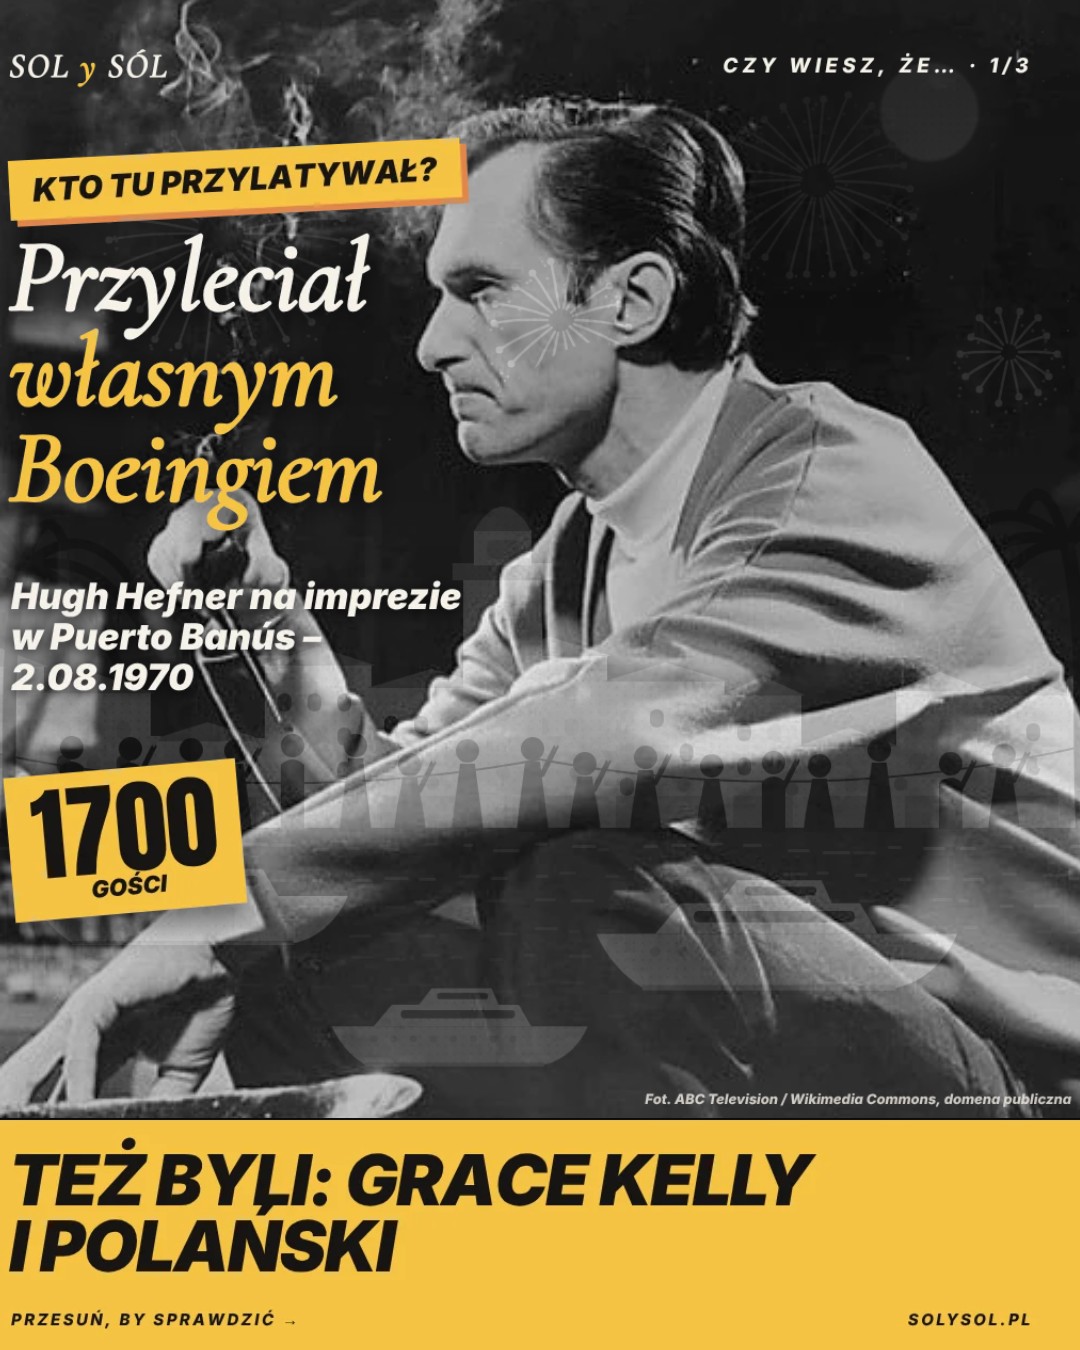 SOL y SÓL
CZY WIESZ, ŻE... · 1/3
KTO TU PRZYLATYWAŁ?
Przyleciał
własnym
Boeingiem
Hugh Hefner na imprezie
w Puerto Banús –
2.08.1970
1700
GOŚCI
Fot. ABC Television / Wikimedia Commons, domena publiczna
TEŻ BYLI: GRACE KELLY
I POLAŃSKI
PRZESUŃ, BY SPRAWDZIĆ →
SOLYSOL.PL